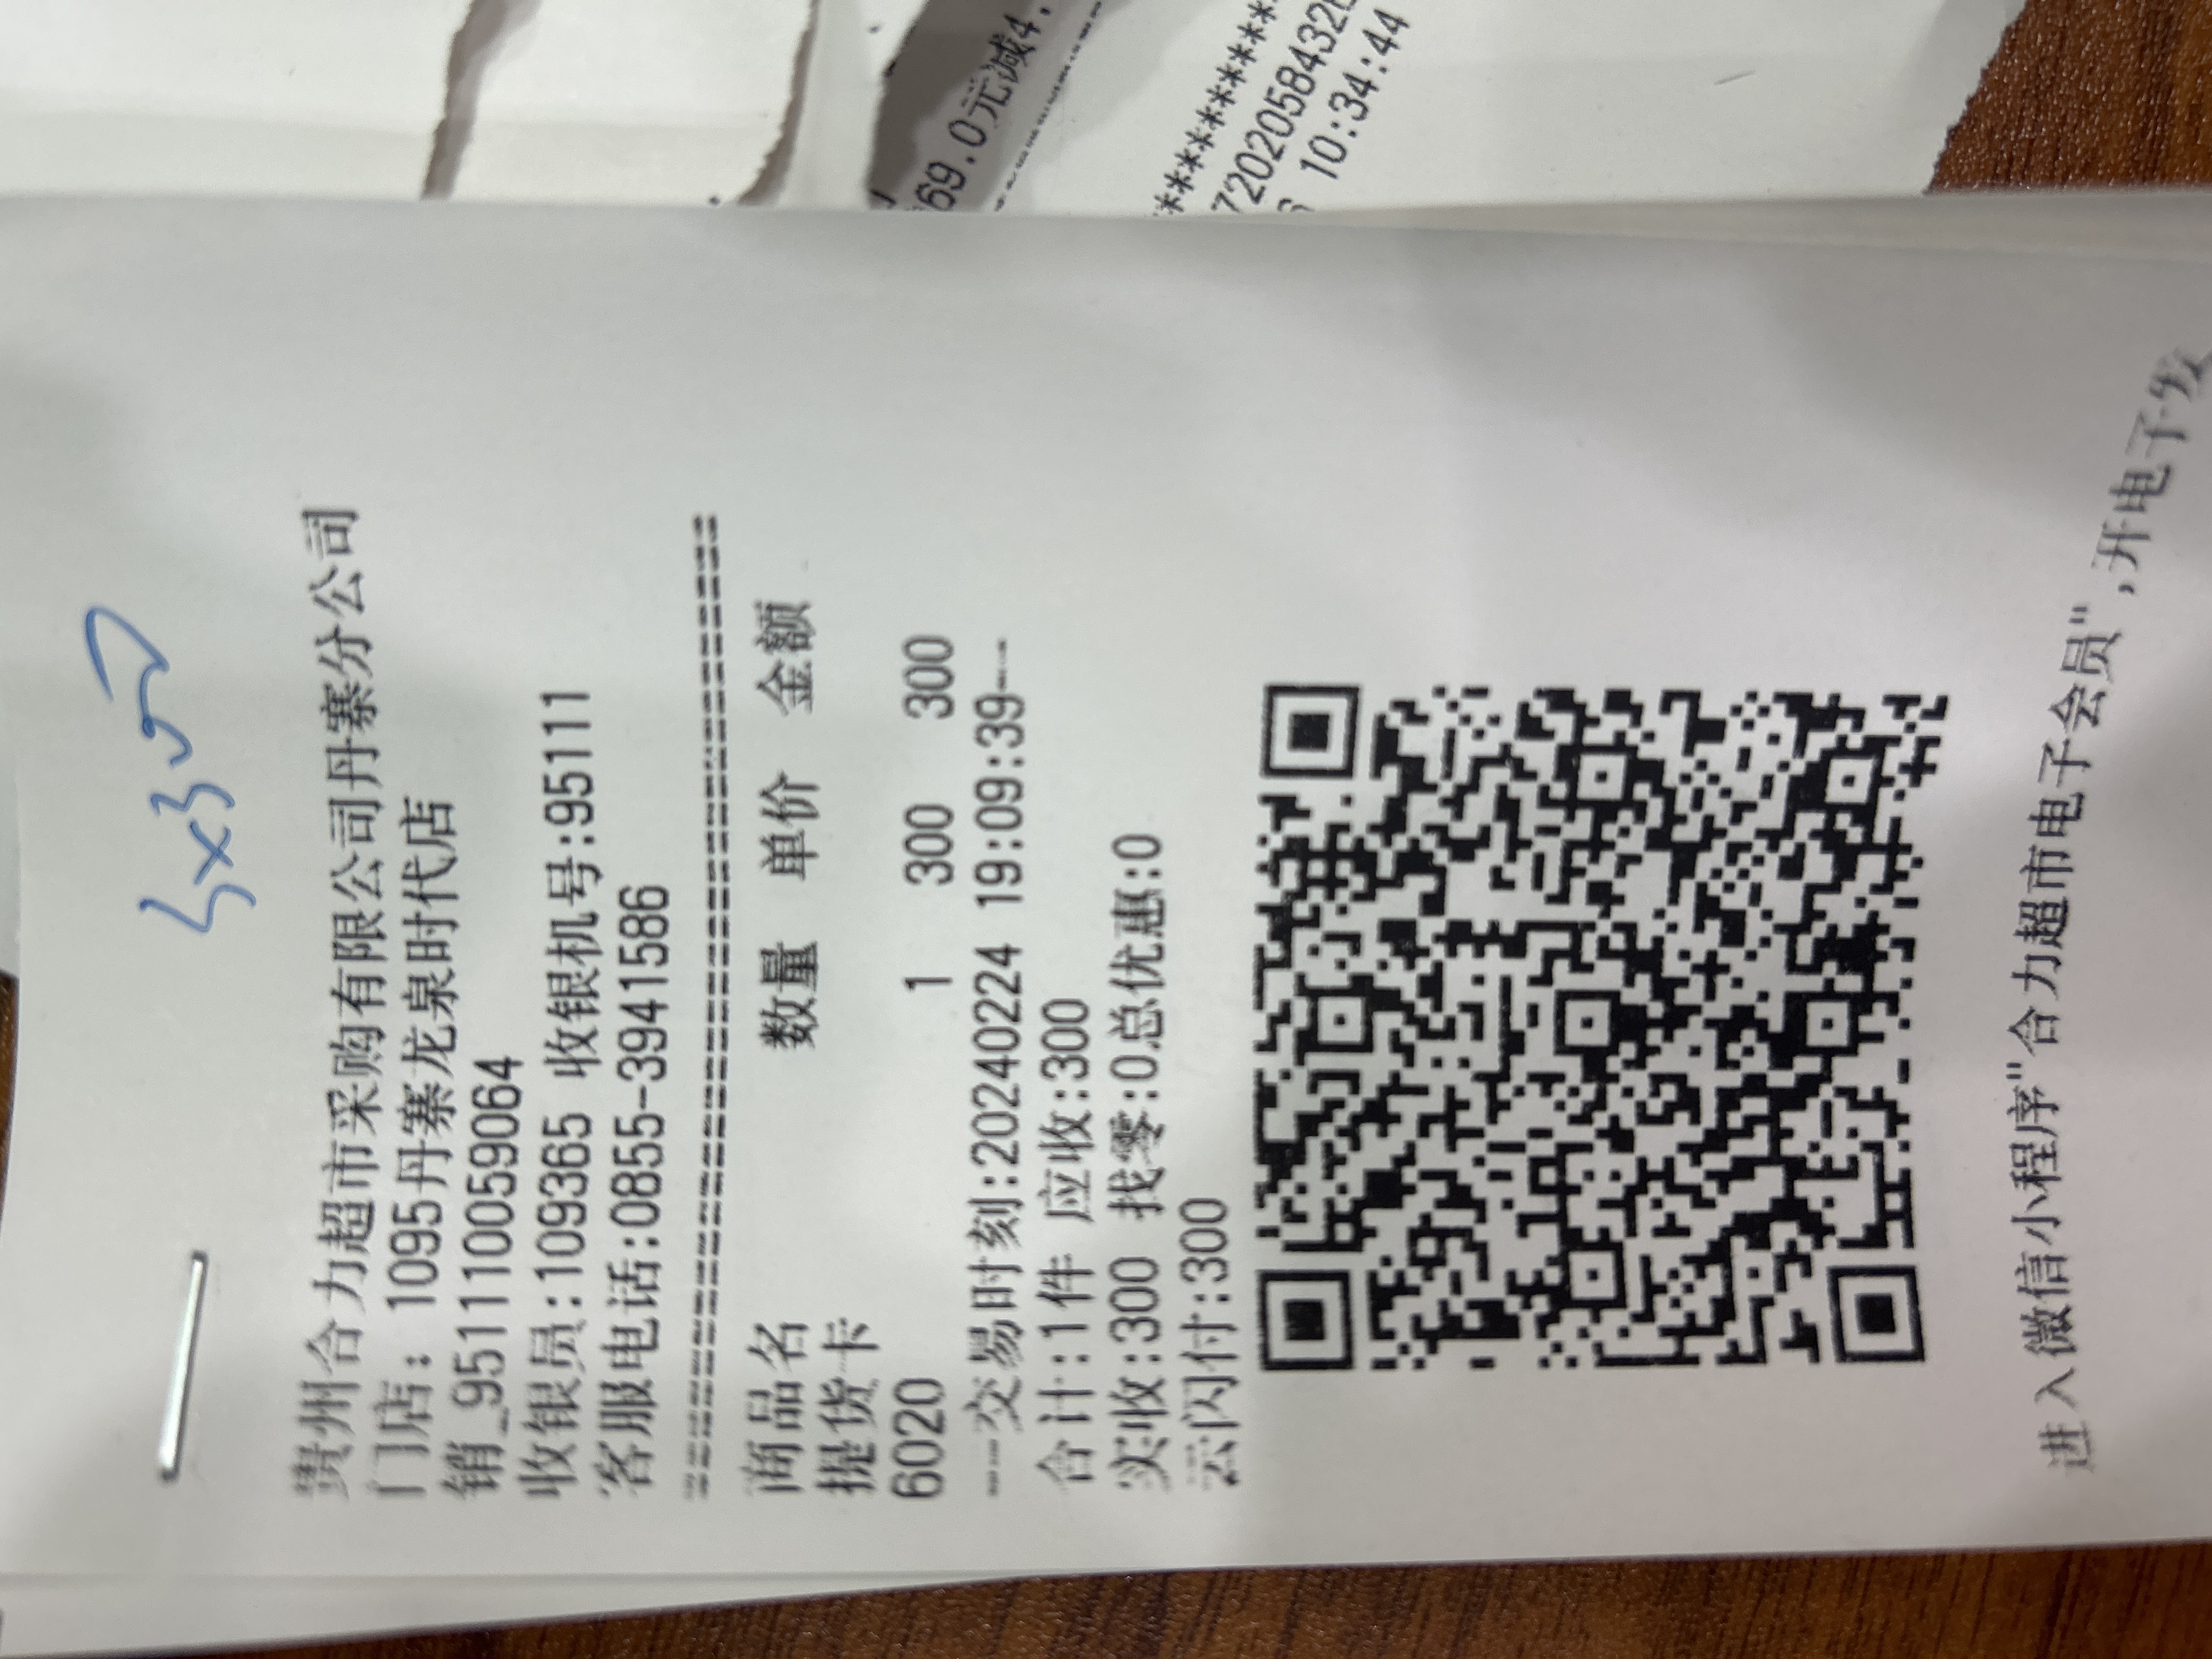 贵州合力超市采购有限公司丹寨分公司
门店: 1095丹寨龙泉时代店
销_951110059064
收银员:109365 收银机号:95111
客服电话:0855-3941586
商品名 数量 单价 金额
提货卡
6020 1 300 300
---交易时刻:20240224 19:09:39---
合计:1件 应收:300
实收:300 找零:0总优惠:0
云闪付:300
进入微信小程序"合力超市电子会员",开电子发
69.0元减4.
****************
7202058432
10:34:44